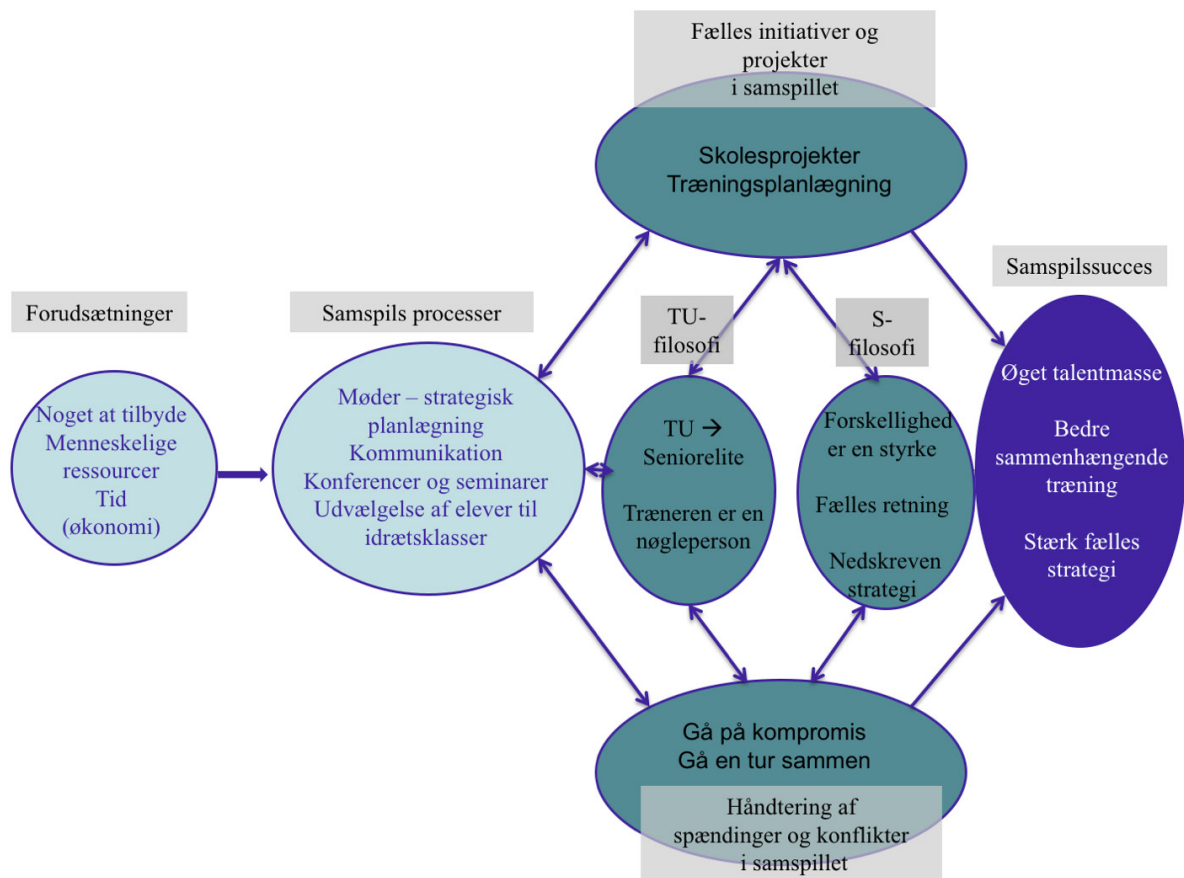 Fælles initiativer og
projekter
i samspillet
Skolesprojekter
Træningsplanlægning
Samspilssucces
Forudsætninger
Samspils processer
TU-
filosofi
S-
filosofi
Noget at tilbyde
Menneskelige
ressourcer
Tid
(økonomi)
Møder – strategisk
planlægning
Kommunikation
Konferencer og seminarer
Udvælgelse af elever til
idrætsklasser
TU →
Seniorelite
Træneren er en
nøgleperson
Forskellighed
er en styrke
Fælles retning
Nedskreven
strategi
Øget talentmasse
Bedre
sammenhængende
træning
Stærk fælles
strategi
Gå på kompromis
Gå en tur sammen
Håndtering af
spændinger og konflikter
i samspillet